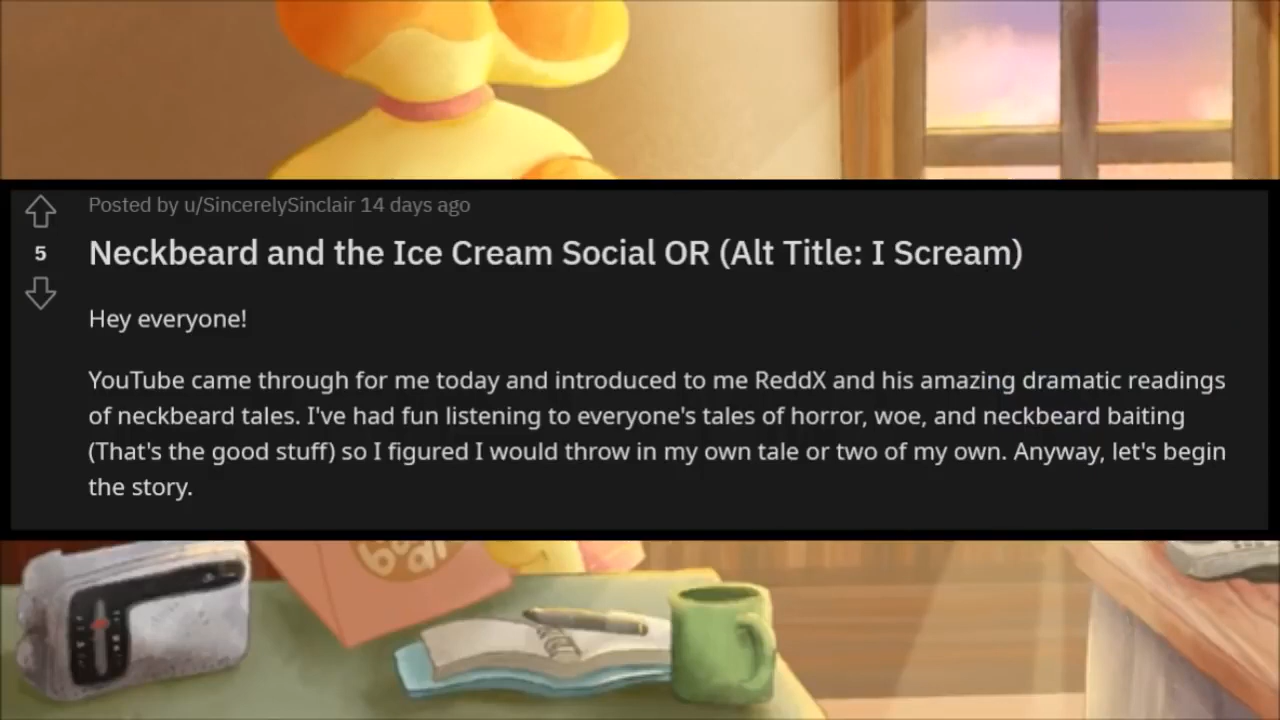 Posted by u/SincerelySinclair 14 days ago
5
Neckbeard and the Ice Cream Social OR (Alt Title: I Scream)
Hey everyone!
YouTube came through for me today and introduced to me ReddX and his amazing dramatic readings
of neckbeard tales. I've had fun listening to everyone's tales of horror, woe, and neckbeard baiting
(That's the good stuff) so I figured I would throw in my own tale or two of my own. Anyway, let's begin
the story.